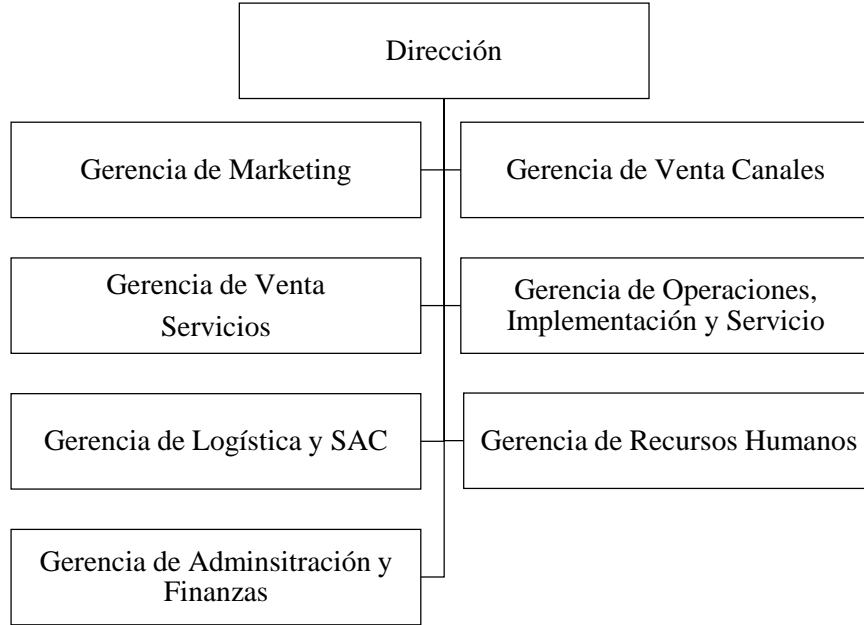 Dirección
Gerencia de Marketing
Gerencia de Venta Canales
Gerencia de Venta
Servicios
Gerencia de Operaciones,
Implementación y Servicio
Gerencia de Logística y SAC
Gerencia de Recursos Humanos
Gerencia de Adminsitración y
Finanzas